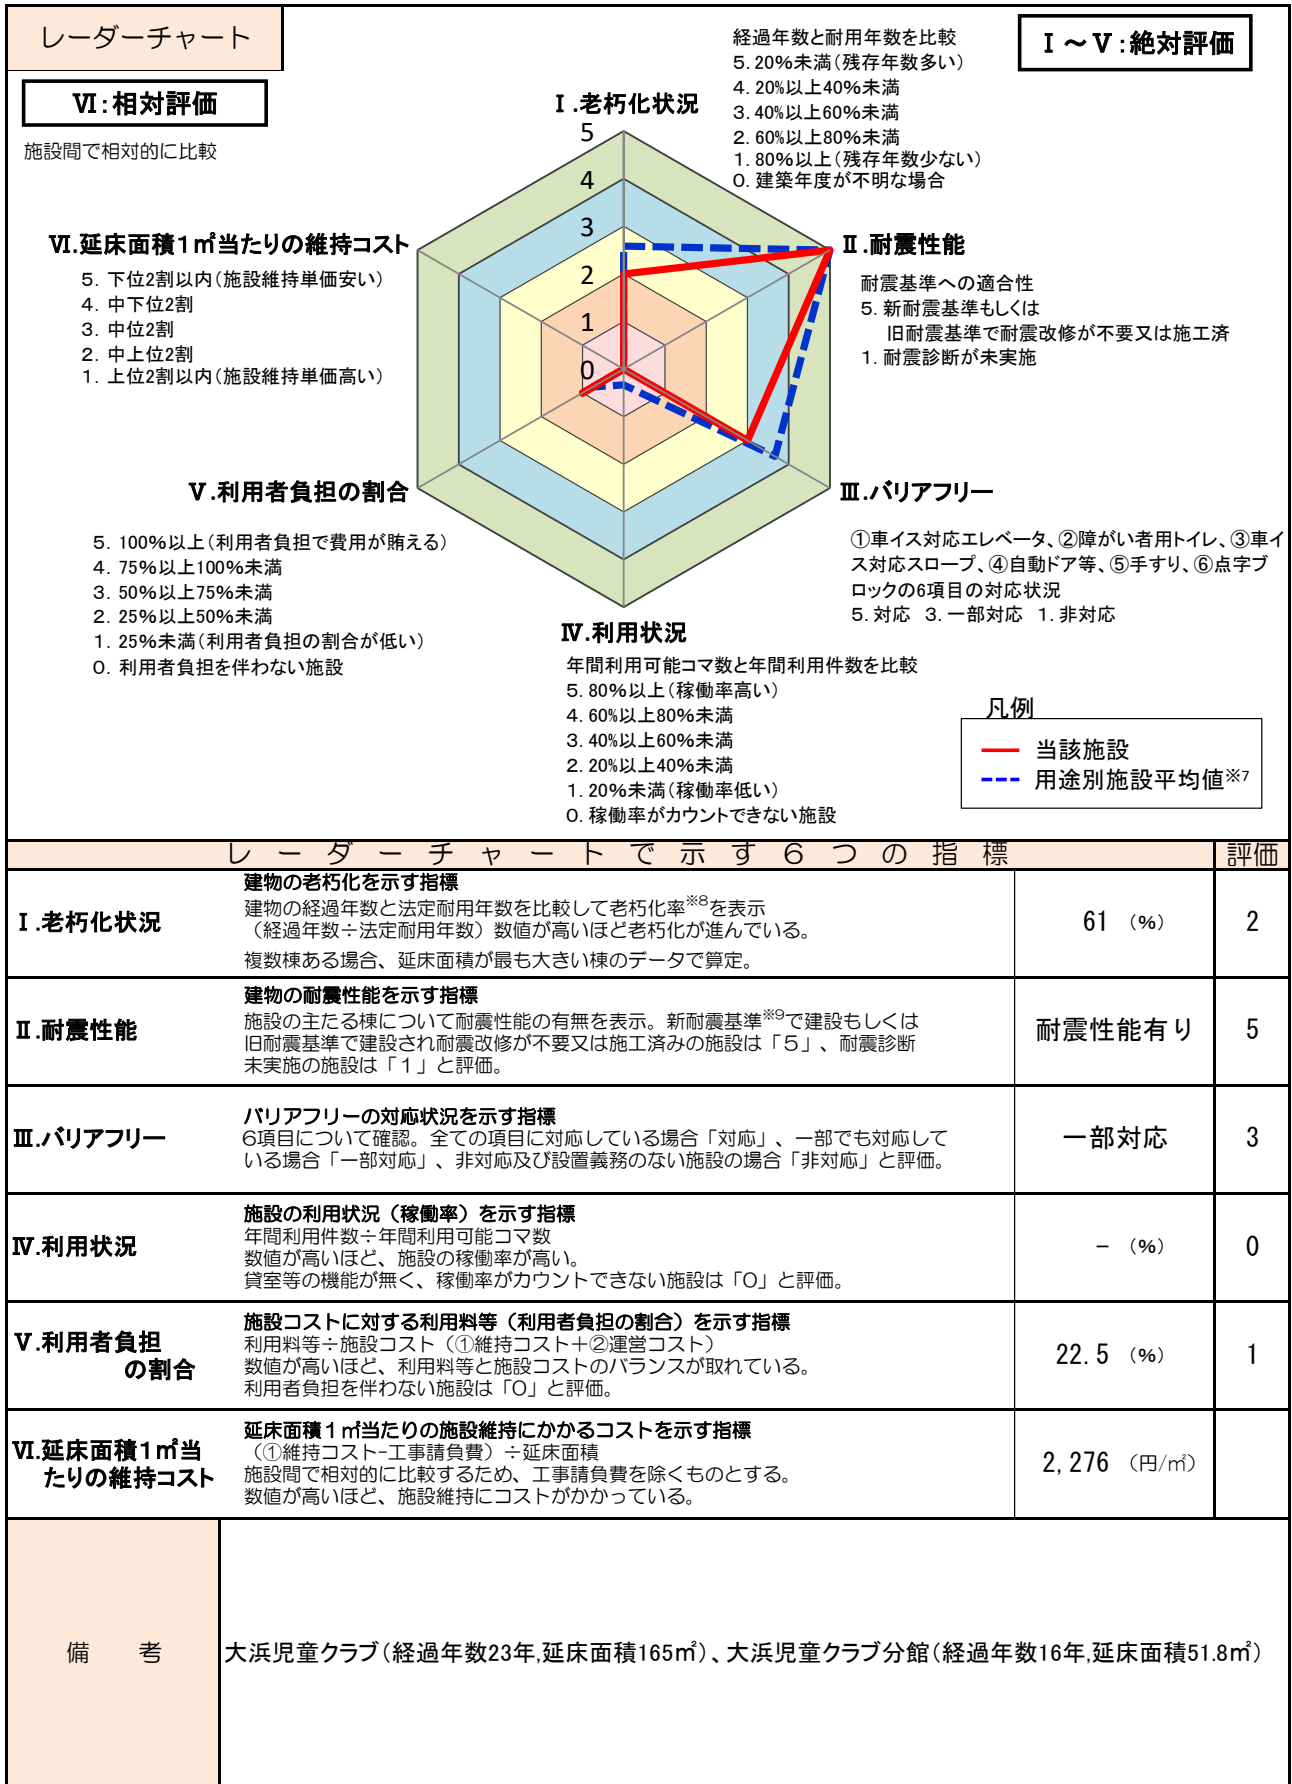 レーダーチャート
Ⅰ～Ⅴ：絶対評価
Ⅵ：相対評価
施設間で相対的に比較
Ⅰ.老朽化状況
経過年数と耐用年数を比較
5. 20%未満（残存年数多い）
4. 20%以上40%未満
3. 40%以上60%未満
2. 60%以上80%未満
1. 80%以上（残存年数少ない）
0. 建築年度が不明な場合
5
4
3
2
1
0
Ⅱ.耐震性能
耐震基準への適合性
5. 新耐震基準もしくは
旧耐震基準で耐震改修が不要又は施工済
1. 耐震診断が未実施
Ⅵ.延床面積1㎡当たりの維持コスト
5. 下位2割以内（施設維持単価安い）
4. 中下位2割
3. 中位2割
2. 中上位2割
1. 上位2割以内（施設維持単価高い）
Ⅲ.バリアフリー
①車イス対応エレベータ、②障がい者用トイレ、③車イ
ス対応スロープ、④自動ドア等、⑤手すり、⑥点字ブ
ロックの6項目の対応状況
5. 対応 3. 一部対応 1. 非対応
Ⅴ.利用者負担の割合
5. 100%以上（利用者負担で費用が賄える）
4. 75%以上100%未満
3. 50%以上75%未満
2. 25%以上50%未満
1. 25%未満（利用者負担の割合が低い）
0. 利用者負担を伴わない施設
Ⅳ.利用状況
年間利用可能コマ数と年間利用件数を比較
5. 80%以上（稼働率高い）
4. 60%以上80%未満
3. 40%以上60%未満
2. 20%以上40%未満
1. 20%未満（稼働率低い）
0. 稼働率がカウントできない施設
凡例
当該施設
用途別施設平均値※7
レーダーチャートで示す6つの指標 評価
Ⅰ.老朽化状況
建物の老朽化を示す指標
建物の経過年数と法定耐用年数を比較して老朽化率※8を表示
（経過年数÷法定耐用年数）数値が高いほど老朽化が進んでいる。
複数棟ある場合、延床面積が最も大きい棟のデータで算定。
61 （%） 2
Ⅱ.耐震性能
建物の耐震性能を示す指標
施設の主たる棟について耐震性能の有無を表示。新耐震基準※9で建設もしくは
旧耐震基準で建設され耐震改修が不要又は施工済みの施設は「5」、耐震診断
未実施の施設は「1」と評価。
耐震性能有り 5
Ⅲ.バリアフリー
バリアフリーの対応状況を示す指標
6項目について確認。全ての項目に対応している場合「対応」、一部でも対応して
いる場合「一部対応」、非対応及び設置義務のない施設の場合「非対応」と評価。
一部対応 3
Ⅳ.利用状況
施設の利用状況（稼働率）を示す指標
年間利用件数÷年間利用可能コマ数
数値が高いほど、施設の稼働率が高い。
貸室等の機能が無く、稼働率がカウントできない施設は「0」と評価。
－ （%） 0
Ⅴ.利用者負担
の割合
施設コストに対する利用料等（利用者負担の割合）を示す指標
利用料等÷施設コスト（①維持コスト+②運営コスト）
数値が高いほど、利用料等と施設コストのバランスが取れている。
利用者負担を伴わない施設は「0」と評価。
22.5 （%） 1
Ⅵ.延床面積1㎡当
たりの維持コスト
延床面積1㎡当たりの施設維持にかかるコストを示す指標
（①維持コスト-工事請負費）÷延床面積
施設間で相対的に比較するため、工事請負費を除くものとする。
数値が高いほど、施設維持にコストがかかっている。
2,276 （円/㎡）
備 考
大浜児童クラブ（経過年数23年,延床面積165㎡）、大浜児童クラブ分館（経過年数16年,延床面積51.8㎡）